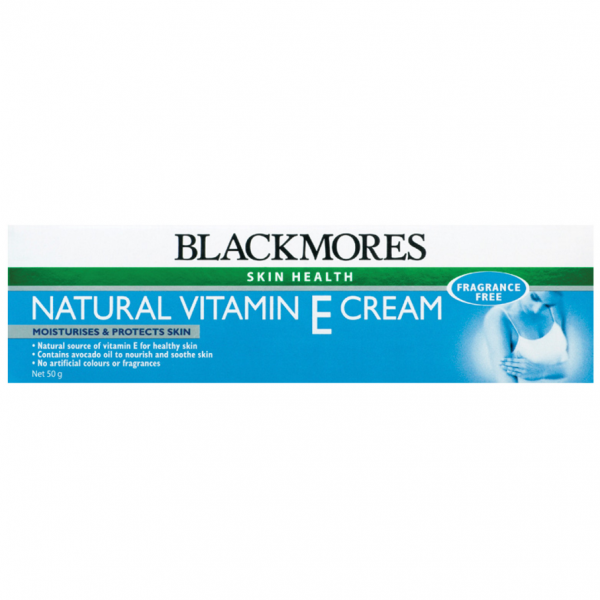 BLACKMORES
SKIN HEALTH
FRAGRANCE
FREE
NATURAL VITAMIN E CREAM
MOISTURISES & PROTECTS SKIN
• Natural source of vitamin E for healthy skin
• Contains avocado oil to nourish and soothe skin
• No artificial colours or fragrances
Net 50 g